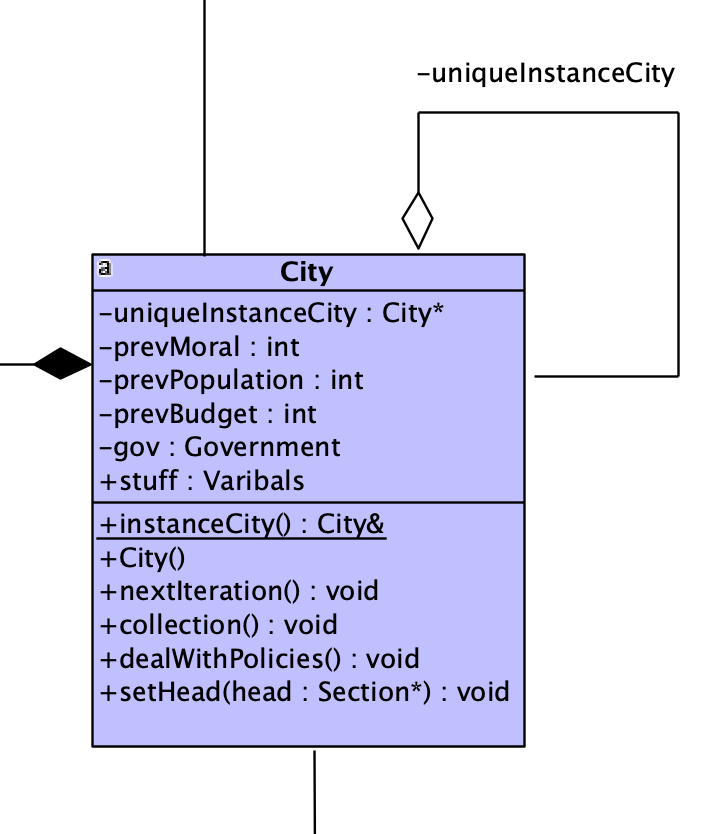 -uniqueInstanceCity
a
City
-uniqueInstanceCity : City*
-prevMoral : int
-prevPopulation : int
-prevBudget : int
-gov : Government
+stuff : Varibals
+instanceCity() : City&
+City()
+nextIteration() : void
+collection() : void
+dealWithPolicies() : void
+setHead(head : Section*) : void